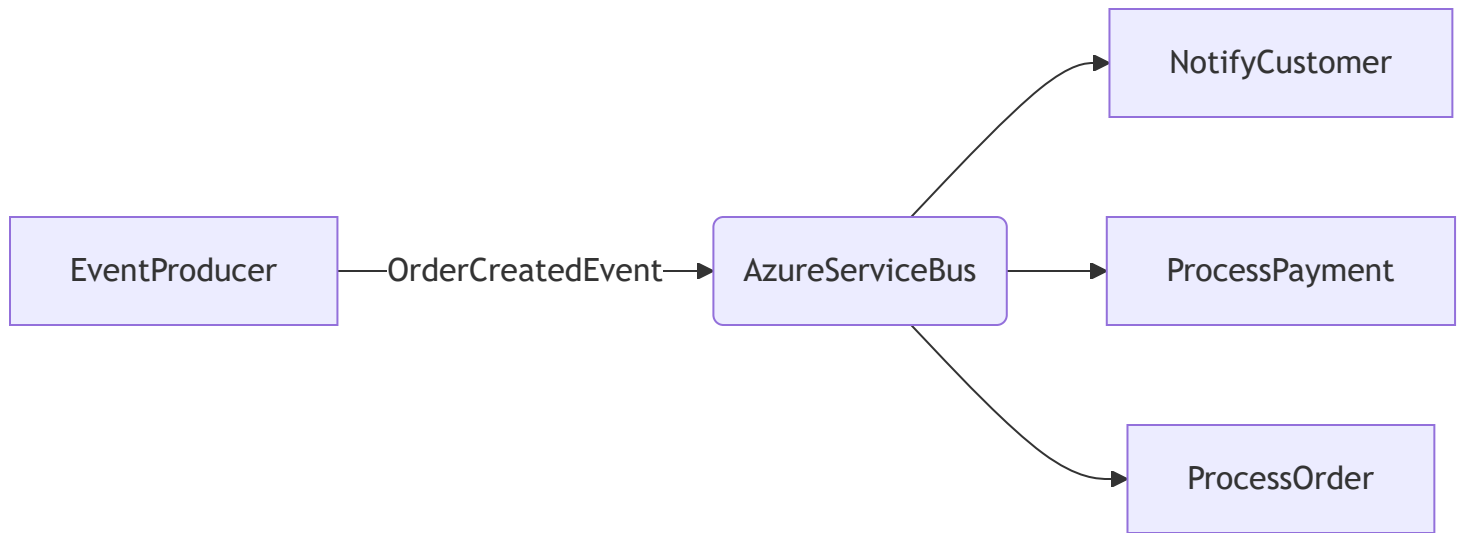 NotifyCustomer
EventProducer
OrderCreatedEvent
AzureServiceBus
ProcessPayment
ProcessOrder